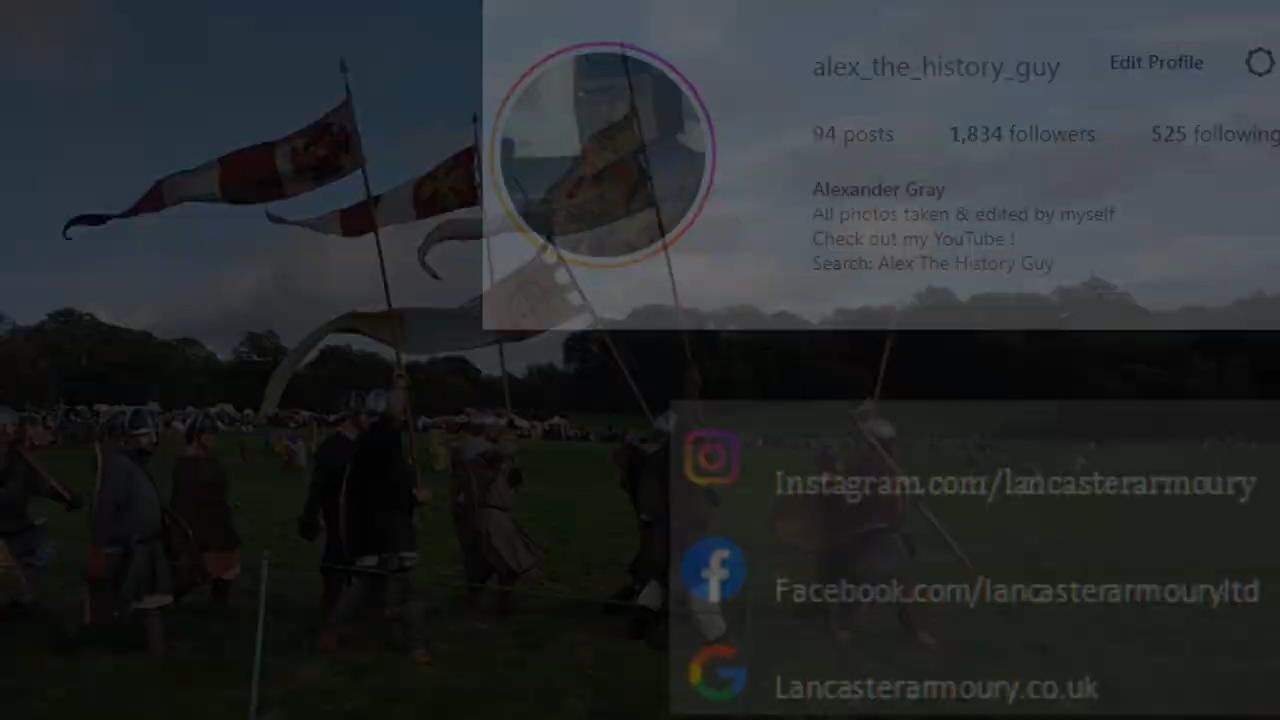 alex_the_history_guy Edit Profile
94 posts 1,834 followers 525 following
Alexander Gray
All photos taken & edited by myself
Check out my YouTube !
Search: Alex The History Guy
Instagram.com/lancasterarmoury
Facebook.com/lancasterarmouryltd
Lancasterarmoury.co.uk